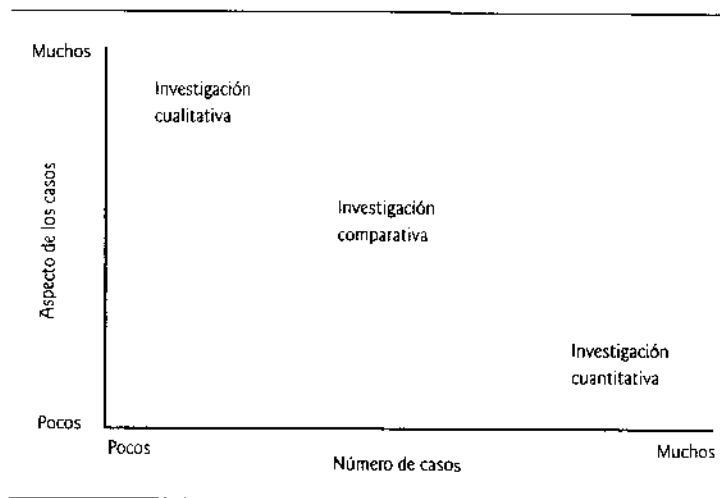 Muchos
Investigación
cualitativa
Aspecto de los casos
Investigación
comparativa
Investigación
cuantitativa
Pocos
Pocos
Número de casos
Muchos